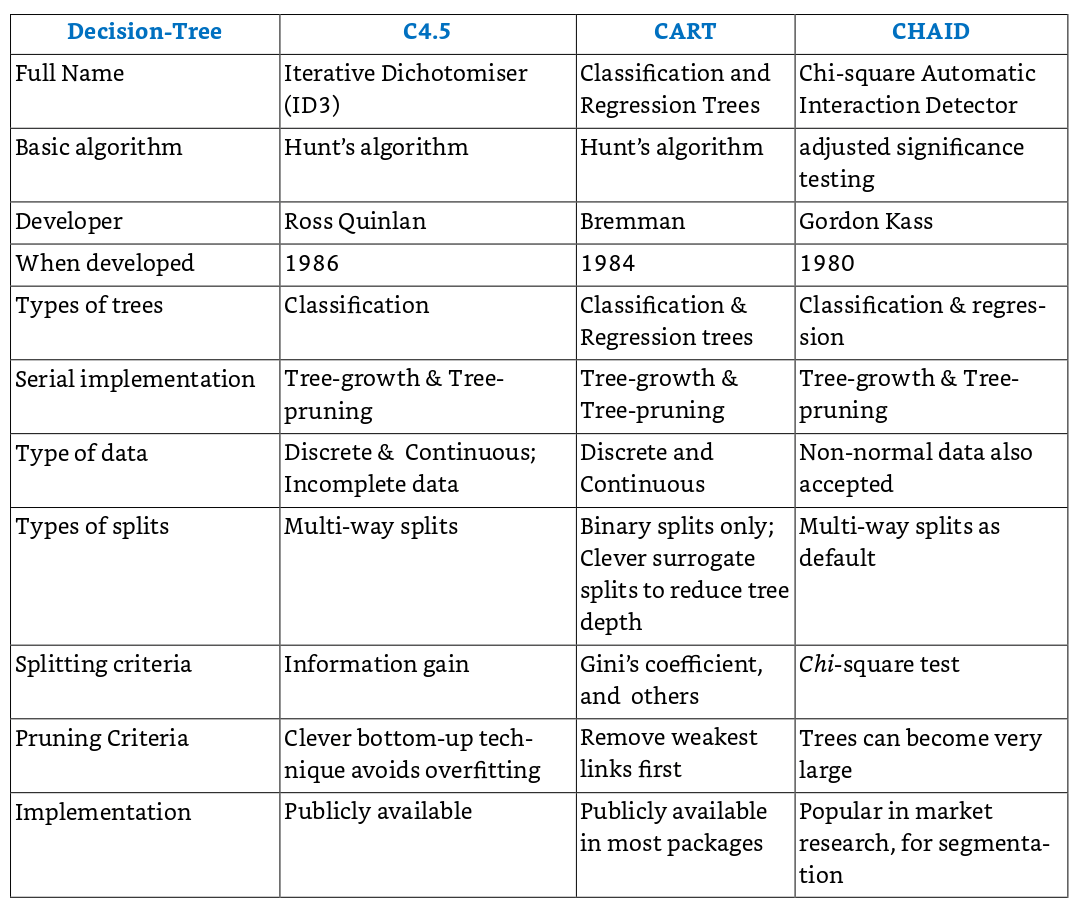 Decision-Tree C4.5 CART CHAID
Full Name Iterative Dichotomiser Classification and Chi-square Automatic
(ID3) Regression Trees Interaction Detector
Basic algorithm Hunt’s algorithm Hunt’s algorithm adjusted significance
testing
Developer Ross Quinlan Bremman Gordon Kass
When developed 1986 1984 1980
Types of trees Classification Classification & Classification & regres-
Regression trees sion
Serial implementation Tree-growth & Tree- Tree-growth & Tree-growth & Tree-
pruning Tree-pruning pruning
Type of data Discrete & Continuous; Discrete and Non-normal data also
Incomplete data Continuous accepted
Types of splits Multi-way splits Binary splits only; Multi-way splits as
Clever surrogate default
splits to reduce tree
depth
Splitting criteria Information gain Gini’s coefficient, Chi-square test
and others
Pruning Criteria Clever bottom-up tech- Remove weakest Trees can become very
nique avoids overfitting links first large
Implementation Publicly available Publicly available Popular in market
in most packages research, for segmenta-
tion